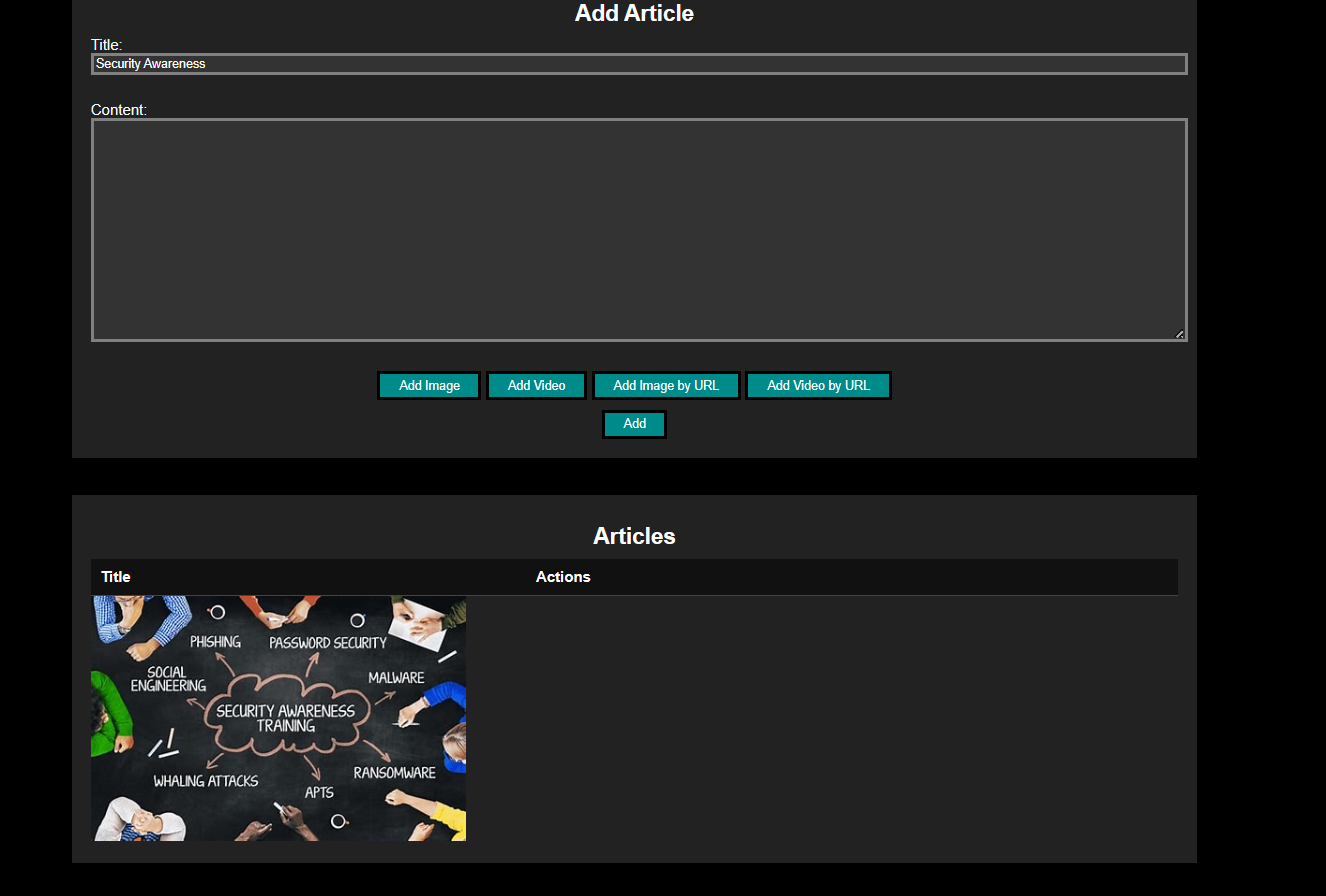 Add Article
Title:
Security Awareness
Content:
Add Image Add Video Add Image by URL Add Video by URL
Add
Articles
Title Actions
PHISHING PASSWORD SECURITY
SOCIAL
ENGINEERING
MALWARE
SECURITY AWARENESS
TRAINING
WHALING ATTACKS
RANSOMWARE
APTS